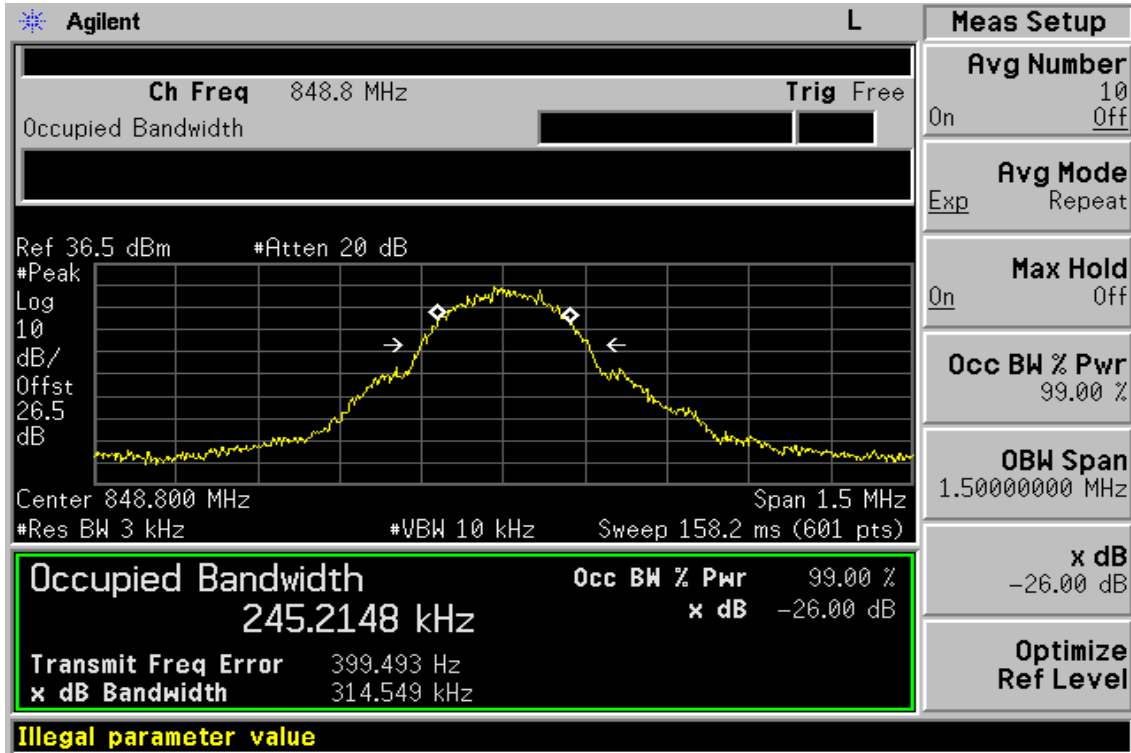 Agilent L Meas Setup
Ch Freq 848.8 MHz Trig Free
Occupied Bandwidth
Avg Number
10
On Off
Avg Mode
Exp Repeat
Max Hold
On Off
Occ BW % Pwr
99.00 %
OBW Span
1.50000000 MHz
x dB
-26.00 dB
Optimize
Ref Level
Ref 36.5 dBm #Atten 20 dB
#Peak
Log
10
dB/
Offst
26.5
dB
Center 848.800 MHz Span 1.5 MHz
#Res BW 3 kHz #VBW 10 kHz Sweep 158.2 ms (601 pts)
Occupied Bandwidth
245.2148 kHz
Occ BW % Pwr 99.00 %
x dB -26.00 dB
Transmit Freq Error 399.493 Hz
x dB Bandwidth 314.549 kHz
Illegal parameter value